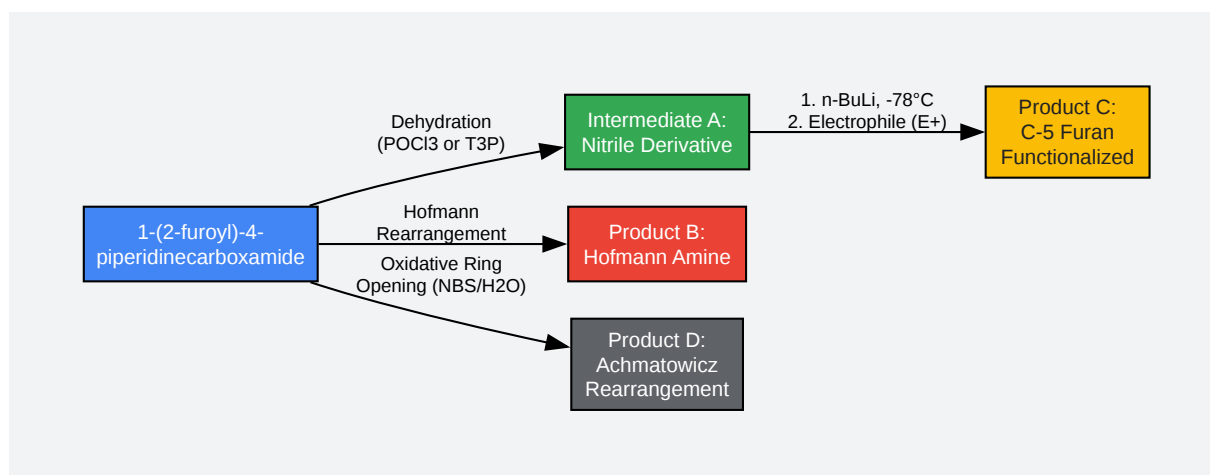 Dehydration
(POCl3 or T3P)
Intermediate A:
Nitrile Derivative
1. n-BuLi, -78°C
2. Electrophile (E+)
Product C:
C-5 Furan
Functionalized
1-(2-furoyl)-4-
piperidinecarboxamide
Hofmann
Rearrangement
Product B:
Hofmann Amine
Oxidative Ring
Opening (NBS/H2O)
Product D:
Achmatowicz
Rearrangement